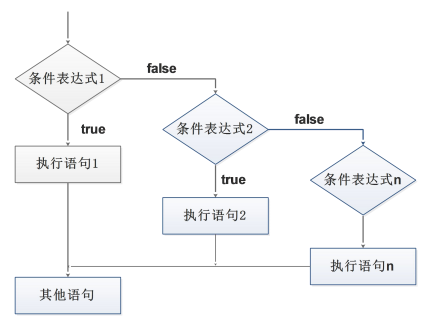 条件表达式1
false
true
条件表达式2
false
执行语句1
true
条件表达式n
执行语句2
执行语句n
其他语句